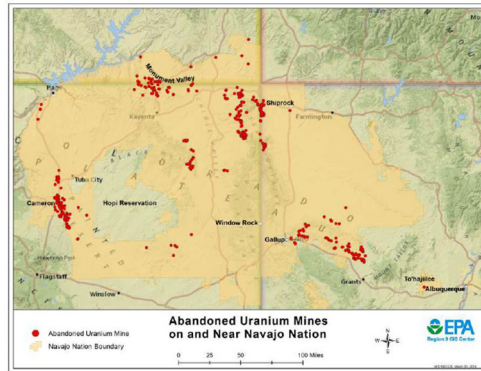 Monument Valley
Shiprock
Farmington
Kayenta
Tuba City
Cameron
Hopi Reservation
Window Rock
Gallup
Flagstaff
Winslow
Grants
To'hajiilee
Albuquerque
Abandoned Uranium Mines
on and Near Navajo Nation
Abandoned Uranium Mine
Navajo Nation Boundary
0 25 50 100 Miles
N
EPA
Region 9 GIS Center